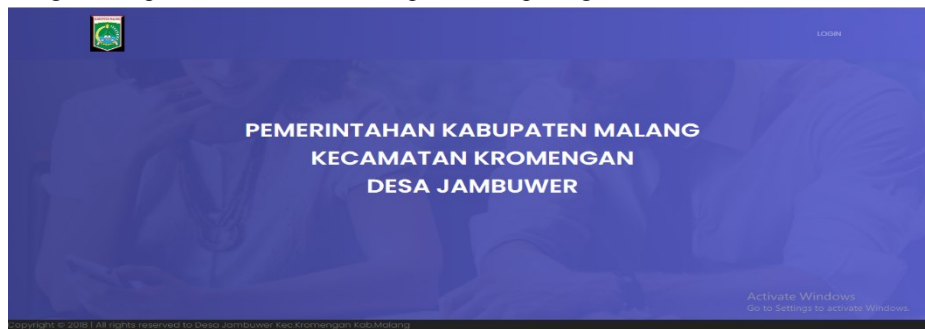 LOGIN
PEMERINTAHAN KABUPATEN MALANG
KECAMATAN KROMENGAN
DESA JAMBUWER
Activate Windows
Go to Settings to activate Windows.
Copyright © 2018 | All rights reserved to Desa Jambuwer Kec.Kromengan Kab.Malang